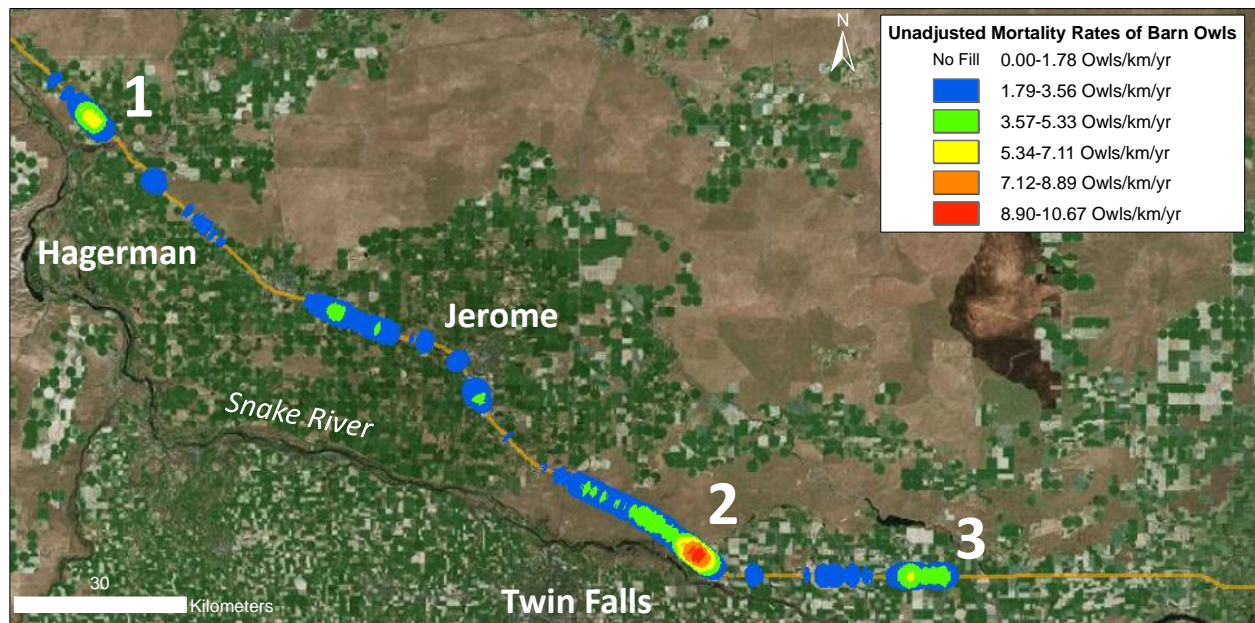 N
Unadjusted Mortality Rates of Barn Owls
No Fill 0.00-1.78 Owls/km/yr
1.79-3.56 Owls/km/yr
3.57-5.33 Owls/km/yr
5.34-7.11 Owls/km/yr
7.12-8.89 Owls/km/yr
8.90-10.67 Owls/km/yr
1
Hagerman
Jerome
Snake River
2
3
30
Kilometers
Twin Falls